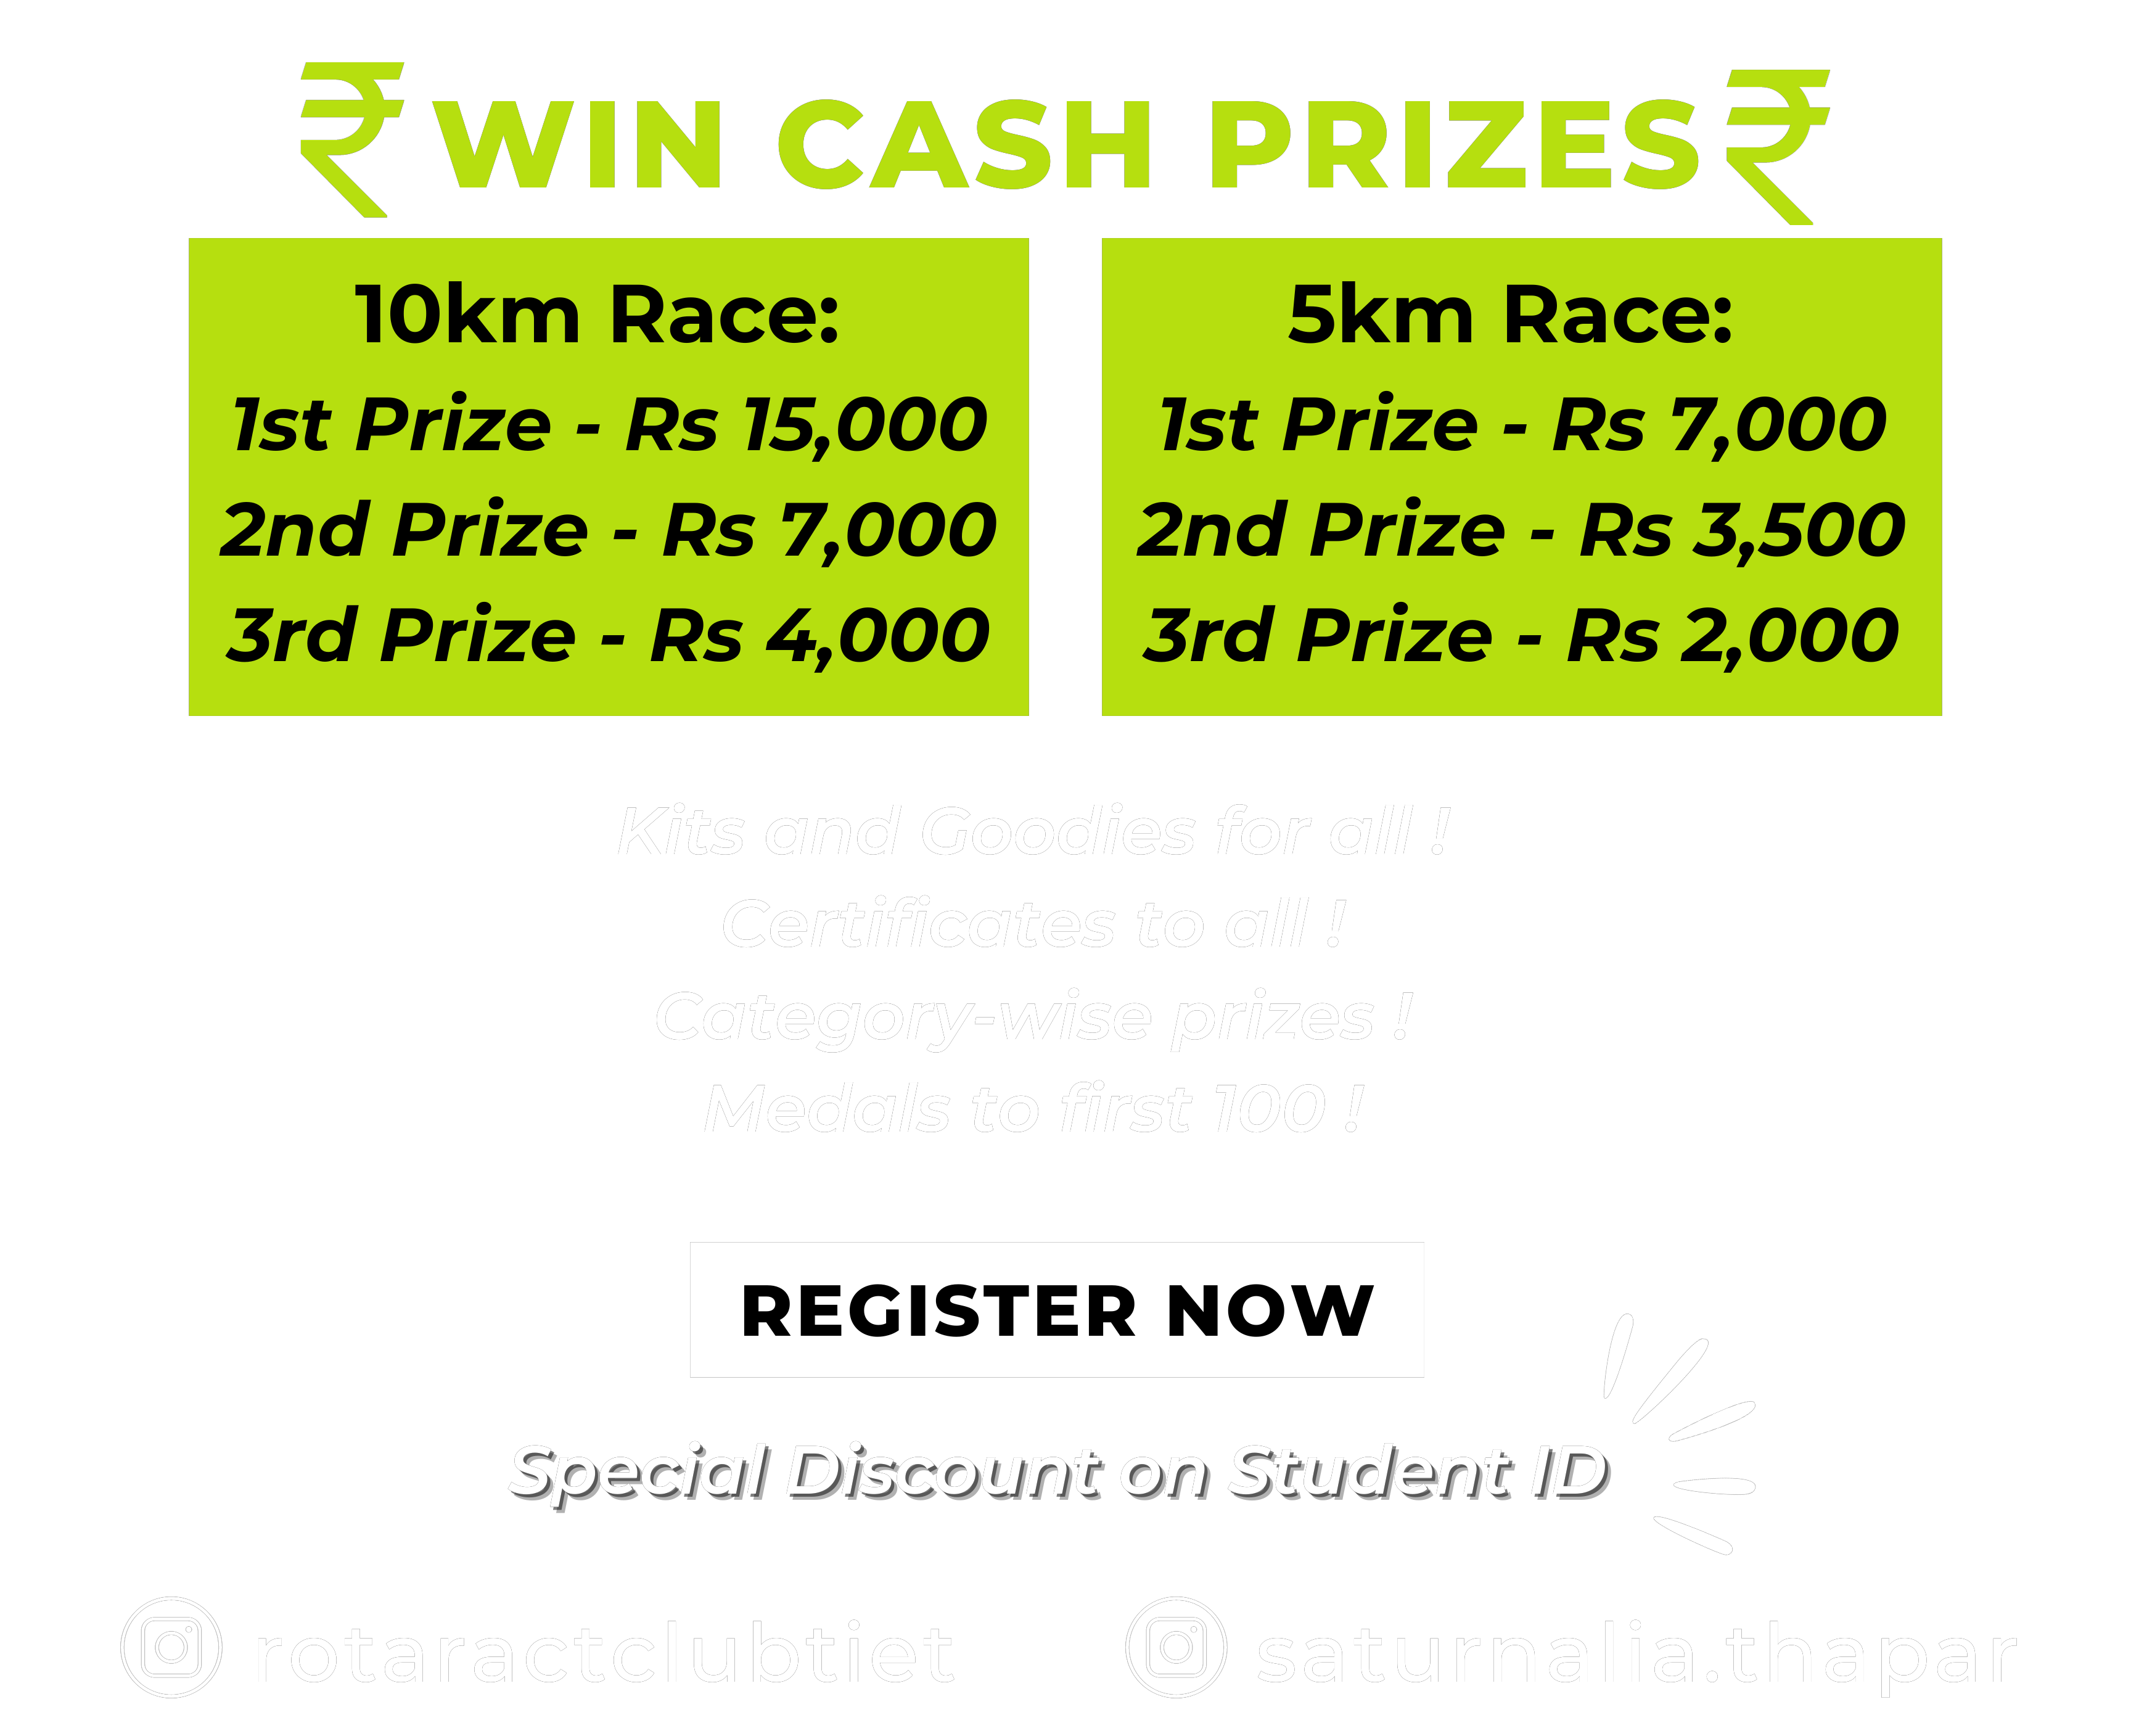 ₹ WIN CASH PRIZES ₹
10km Race:
1st Prize - Rs 15,000
2nd Prize - Rs 7,000
3rd Prize - Rs 4,000
5km Race:
1st Prize - Rs 7,000
2nd Prize - Rs 3,500
3rd Prize - Rs 2,000
Kits and Goodies for all !
Certificates to all !
Category-wise prizes !
Medals to first 100 !
REGISTER NOW
Special Discount on Student ID
rotaractclubtiet
saturnalia.thapar